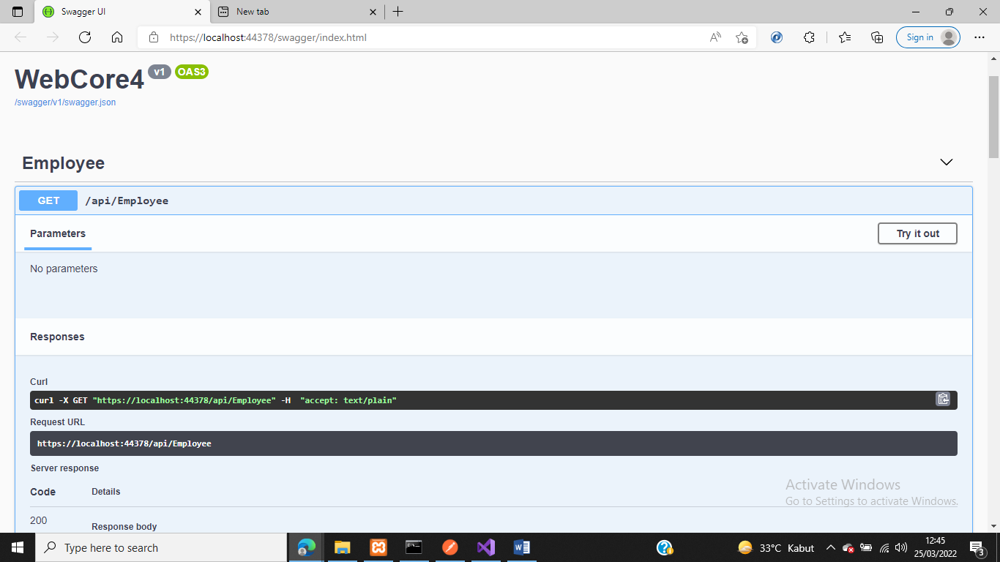 Swagger UI
New tab
https://localhost:44378/swagger/index.html
Sign in
WebCore4 v1 OAS3
/swagger/v1/swagger.json
Employee
GET /api/Employee
Parameters
Try it out
No parameters
Responses
Curl
curl -X GET "https://localhost:44378/api/Employee" -H  "accept: text/plain"
Request URL
https://localhost:44378/api/Employee
Server response
Code Details
200
Response body
Activate Windows
Go to Settings to activate Windows.
Type here to search
33°C Kabut
12:45
25/03/2022
3